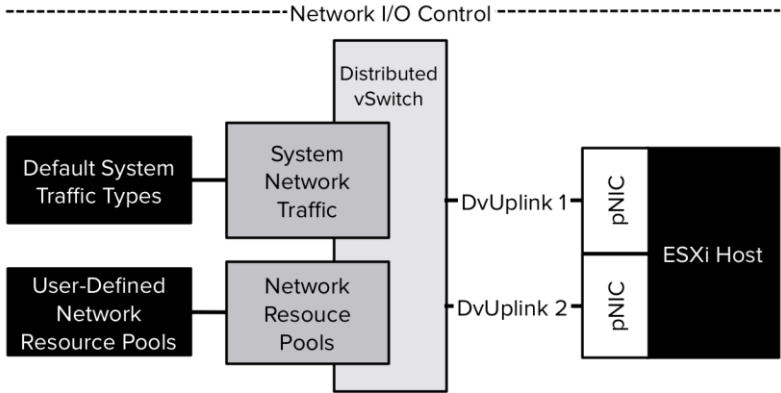 Network I/O Control
Distributed
vSwitch
Default System
Traffic Types
System
Network
Traffic
User-Defined
Network
Resource Pools
Network
Resouce
Pools
DvUplink 1
DvUplink 2
pNIC
pNIC
ESXi Host